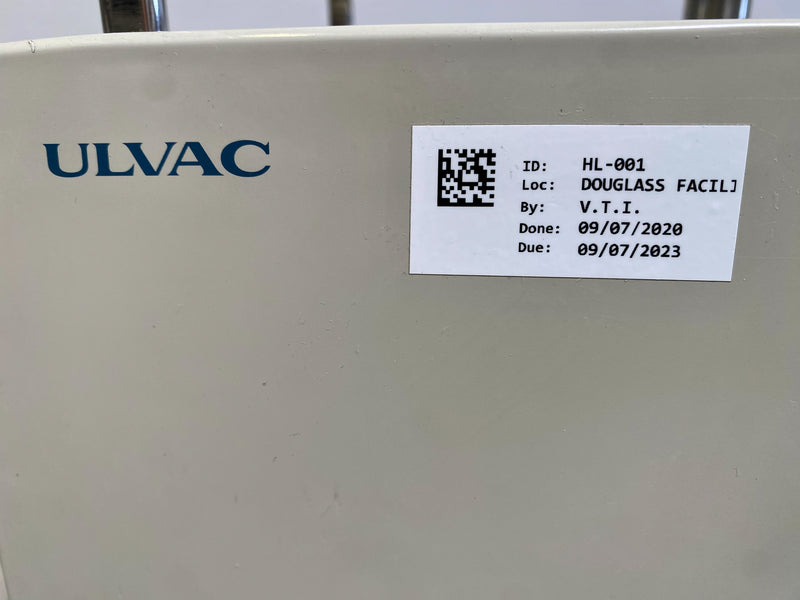 ULVAC
ID: HL-001
Loc: DOUGLASS FACILI
By: V.T.I.
Done: 09/07/2020
Due: 09/07/2023